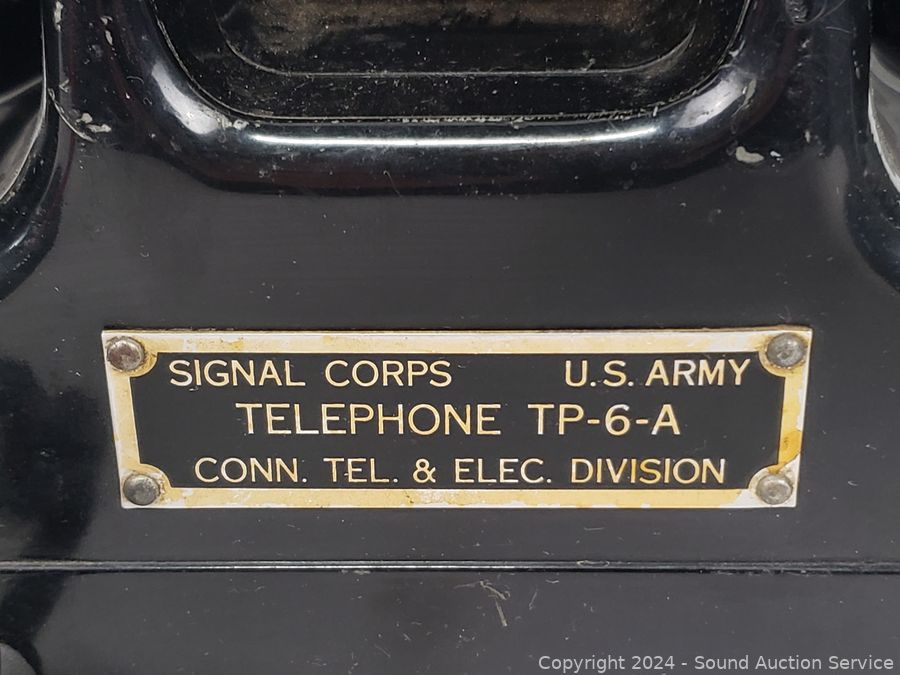 SIGNAL CORPS U.S. ARMY
TELEPHONE TP-6-A
CONN. TEL. & ELEC. DIVISION
Copyright © 2024 - Sound Auction Service